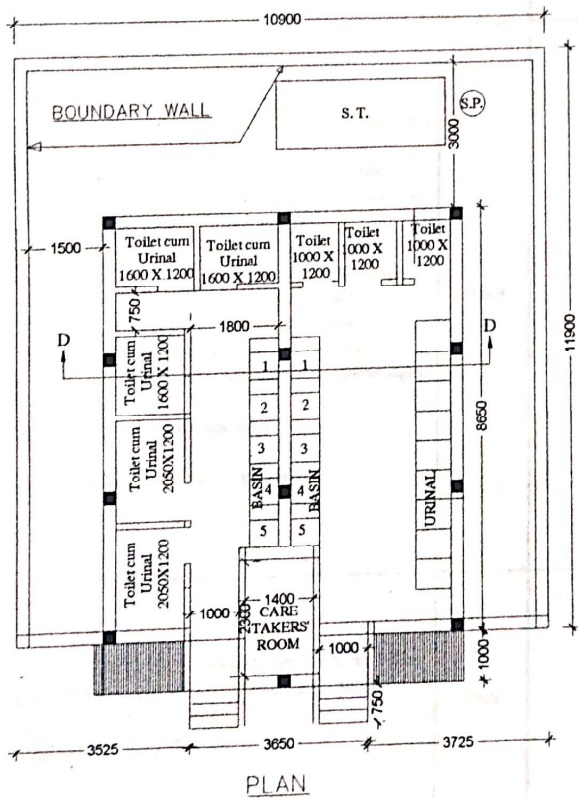 10900
BOUNDARY WALL
S. T.
S.P.
3000
1500
Toilet cum
Urinal
1600 X 1200
Toilet cum
Urinal
1600 X 1200
Toilet
1000 X
1200
Toilet
1000 X
1200
Toilet
1000 X
1200
750
1800
D
D
Toilet cum
Urinal
1600 X 1200
Toilet cum
Urinal
2050X1200
Toilet cum
Urinal
2050X1200
1
2
3
4
5
BASIN
1
2
3
4
5
BASIN
URINAL
8650
11900
1000
1400
2300
CARE
TAKERS'
ROOM
1000
1000
750
3525
3650
3725
PLAN